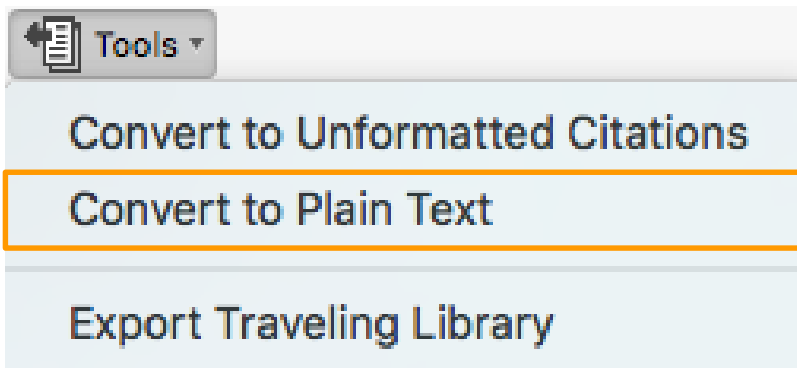 Tools
Convert to Unformatted Citations
Convert to Plain Text
Export Traveling Library